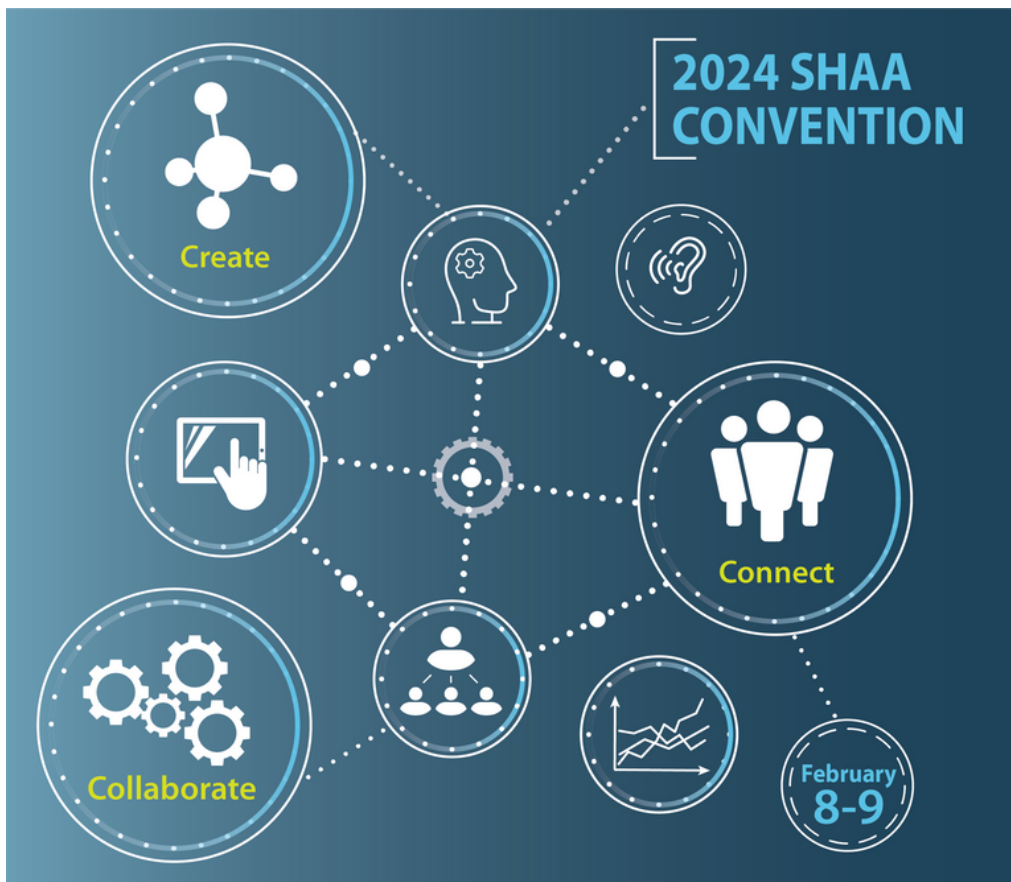 2024 SHAA
CONVENTION
Create
Connect
Collaborate
February
8-9